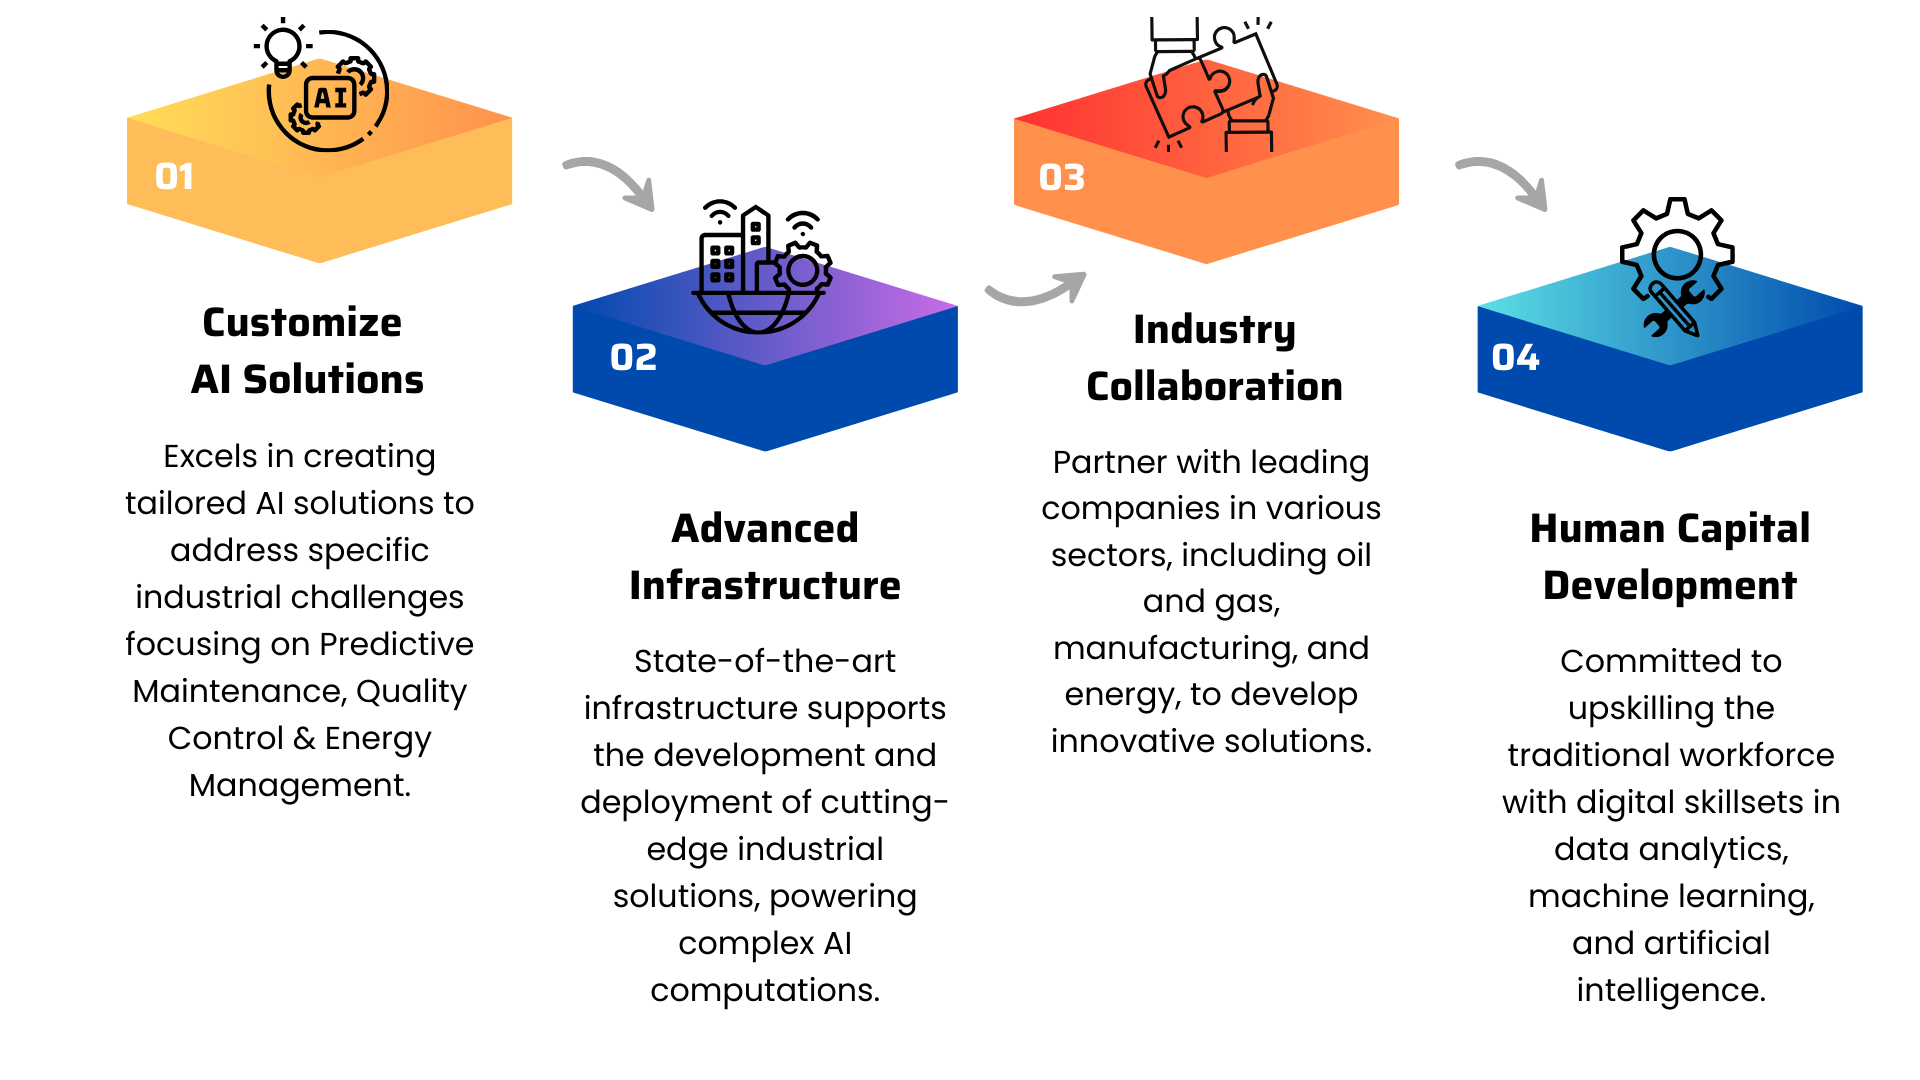 AI
01
Customize
AI Solutions
Excels in creating
tailored AI solutions to
address specific
industrial challenges
focusing on Predictive
Maintenance, Quality
Control & Energy
Management.
02
Advanced
Infrastructure
State-of-the-art
infrastructure supports
the development and
deployment of cutting-
edge industrial
solutions, powering
complex AI
computations.
03
Industry
Collaboration
Partner with leading
companies in various
sectors, including oil
and gas,
manufacturing, and
energy, to develop
innovative solutions.
04
Human Capital
Development
Committed to
upskilling the
traditional workforce
with digital skillsets in
data analytics,
machine learning,
and artificial
intelligence.